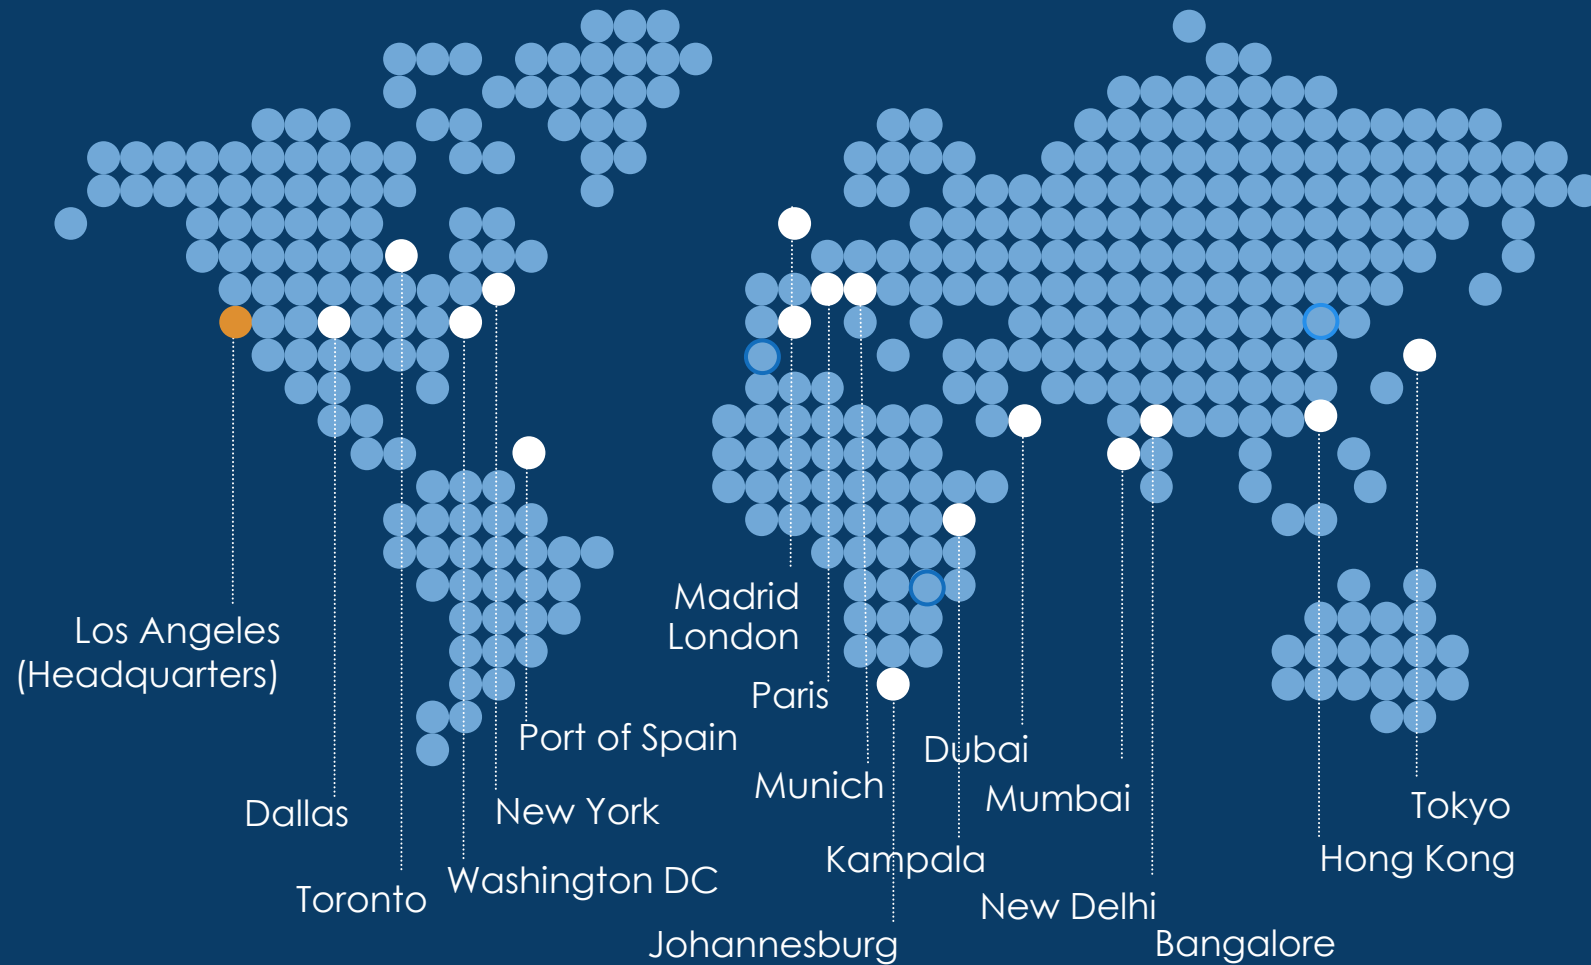 Madrid
London
Los Angeles
(Headquarters)
Paris
Port of Spain
Dubai
Munich
Mumbai
Dallas
New York
Tokyo
Kampala
Hong Kong
Washington DC
Toronto
New Delhi
Johannesburg
Bangalore